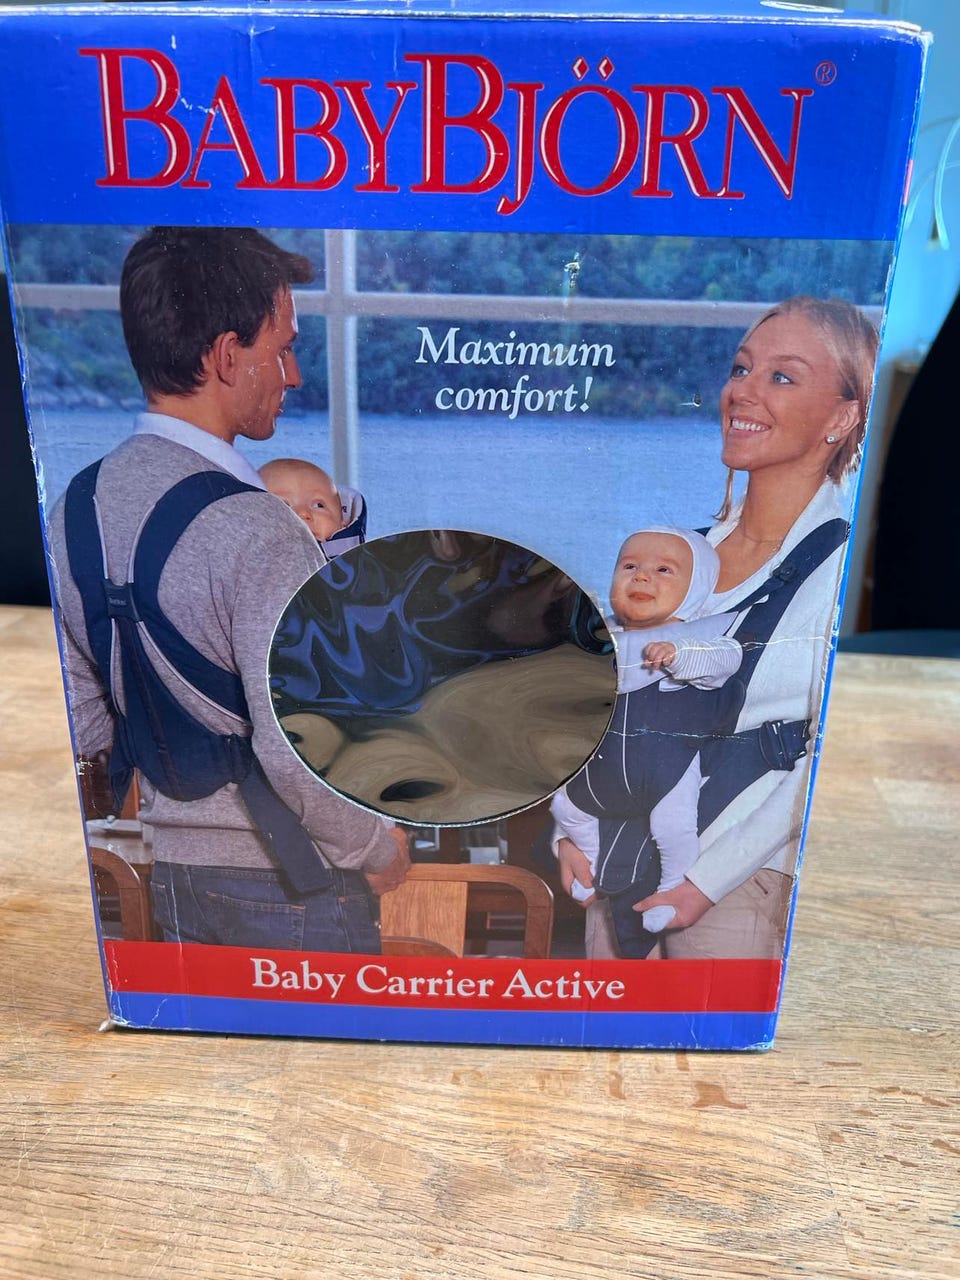 BABYBJÖRN®
Maximum
comfort!
Baby Carrier Active